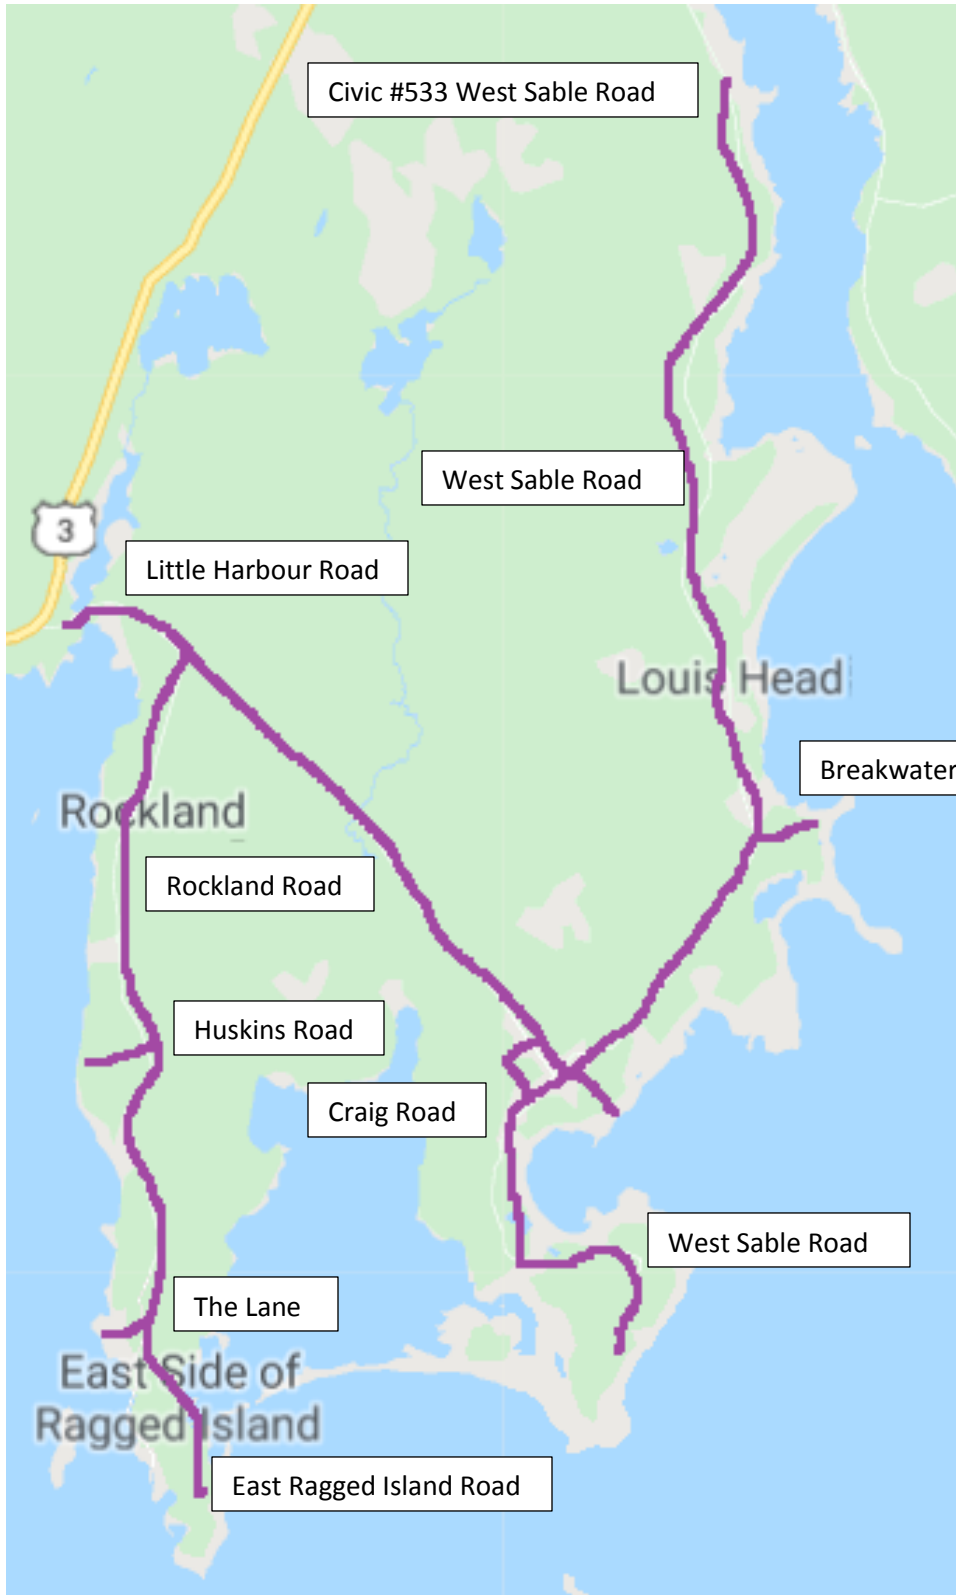 Civic #533 West Sable Road
West Sable Road
3
Little Harbour Road
Louis Head
Breakwater
Rockland
Rockland Road
Huskins Road
Craig Road
West Sable Road
The Lane
East Side of
Ragged Island
East Ragged Island Road